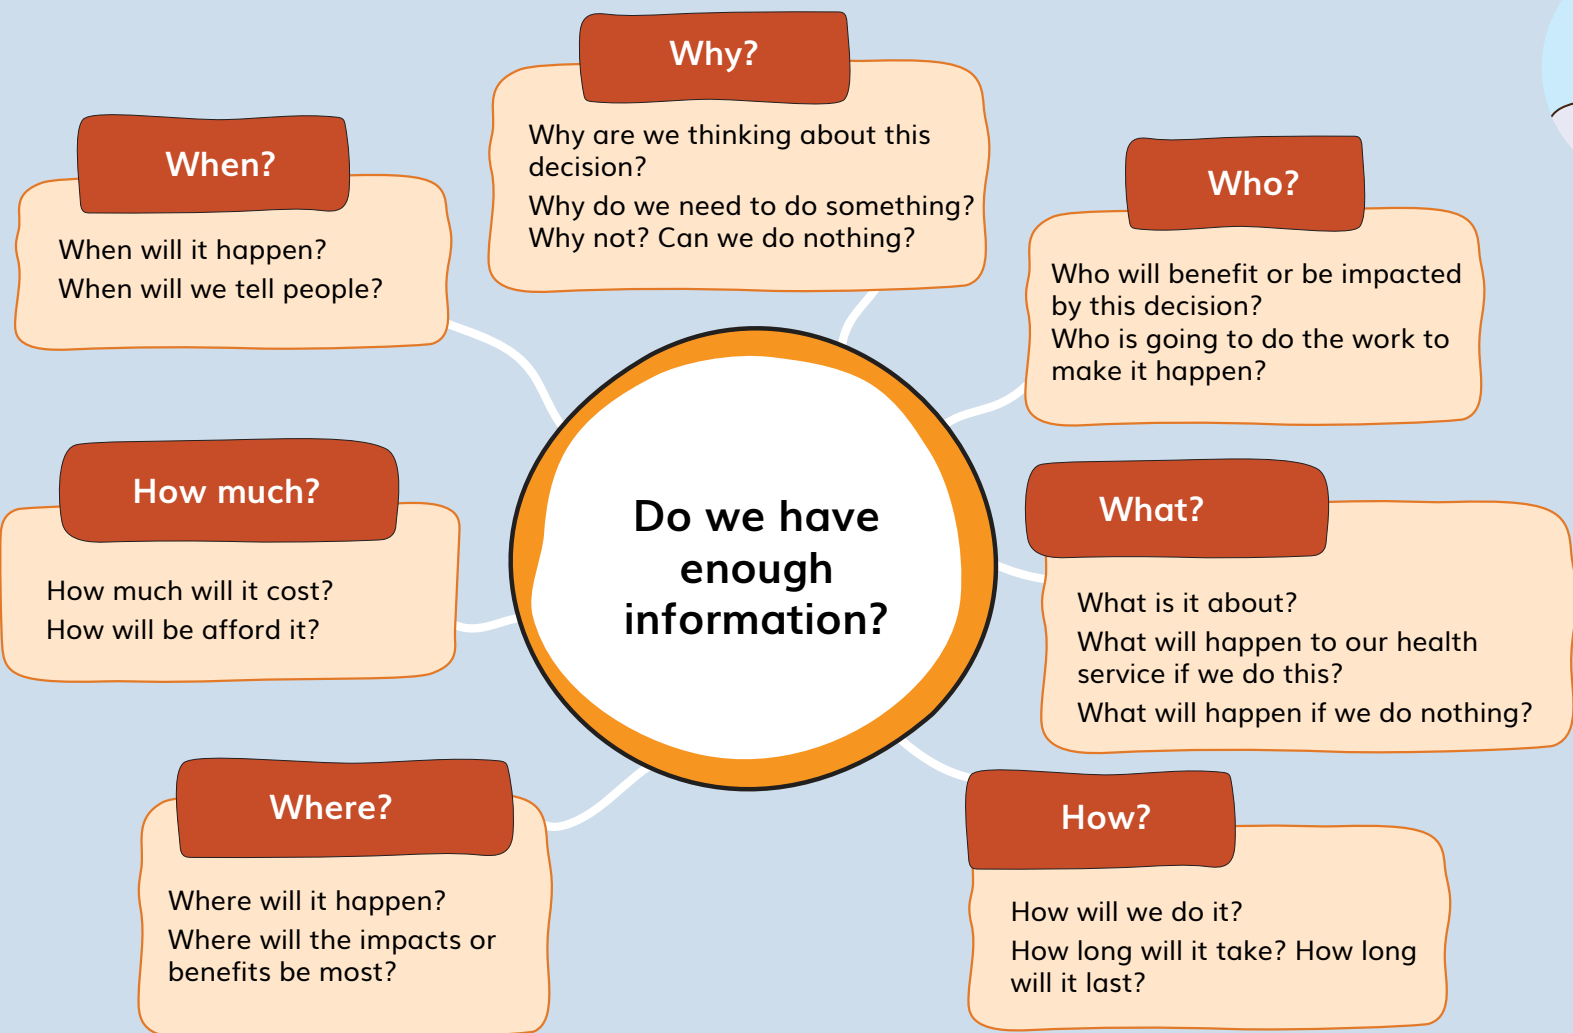 Why?
Why are we thinking about this
decision?
Why do we need to do something?
Why not? Can we do nothing?
When?
When will it happen?
When will we tell people?
Who?
Who will benefit or be impacted
by this decision?
Who is going to do the work to
make it happen?
How much?
How much will it cost?
How will be afford it?
Do we have
enough
information?
What?
What is it about?
What will happen to our health
service if we do this?
What will happen if we do nothing?
Where?
Where will it happen?
Where will the impacts or
benefits be most?
How?
How will we do it?
How long will it take? How long
will it last?